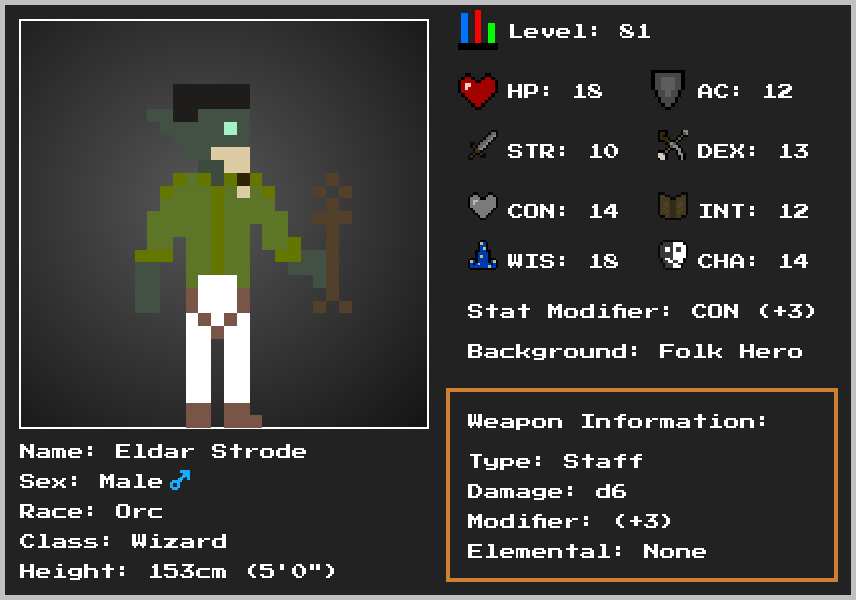 Level: 81
HP: 18 AC: 12
STR: 10 DEX: 13
CON: 14 INT: 12
WIS: 18 CHA: 14
Stat Modifier: CON (+3)
Background: Folk Hero
Weapon Information:
Type: Staff
Damage: d6
Modifier: (+3)
Elemental: None
Name: Eldar Strode
Sex: Male ♂
Race: Orc
Class: Wizard
Height: 153cm (5'0")